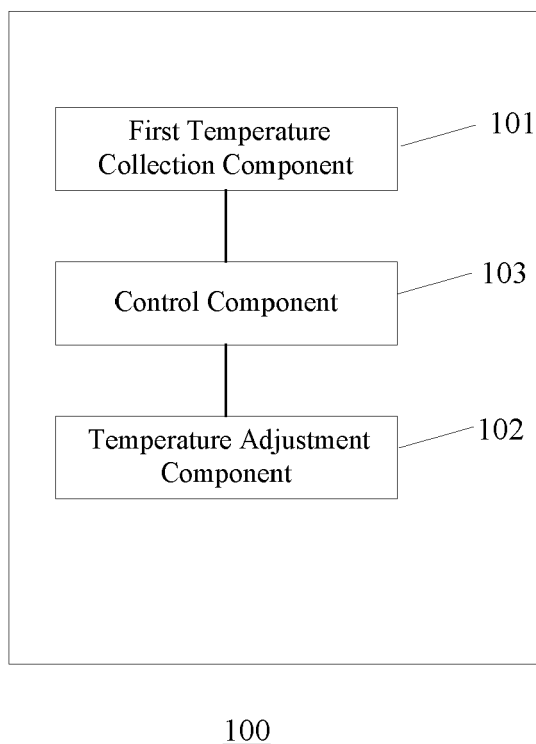 First Temperature
Collection Component
101
Control Component
103
Temperature Adjustment
Component
102
100